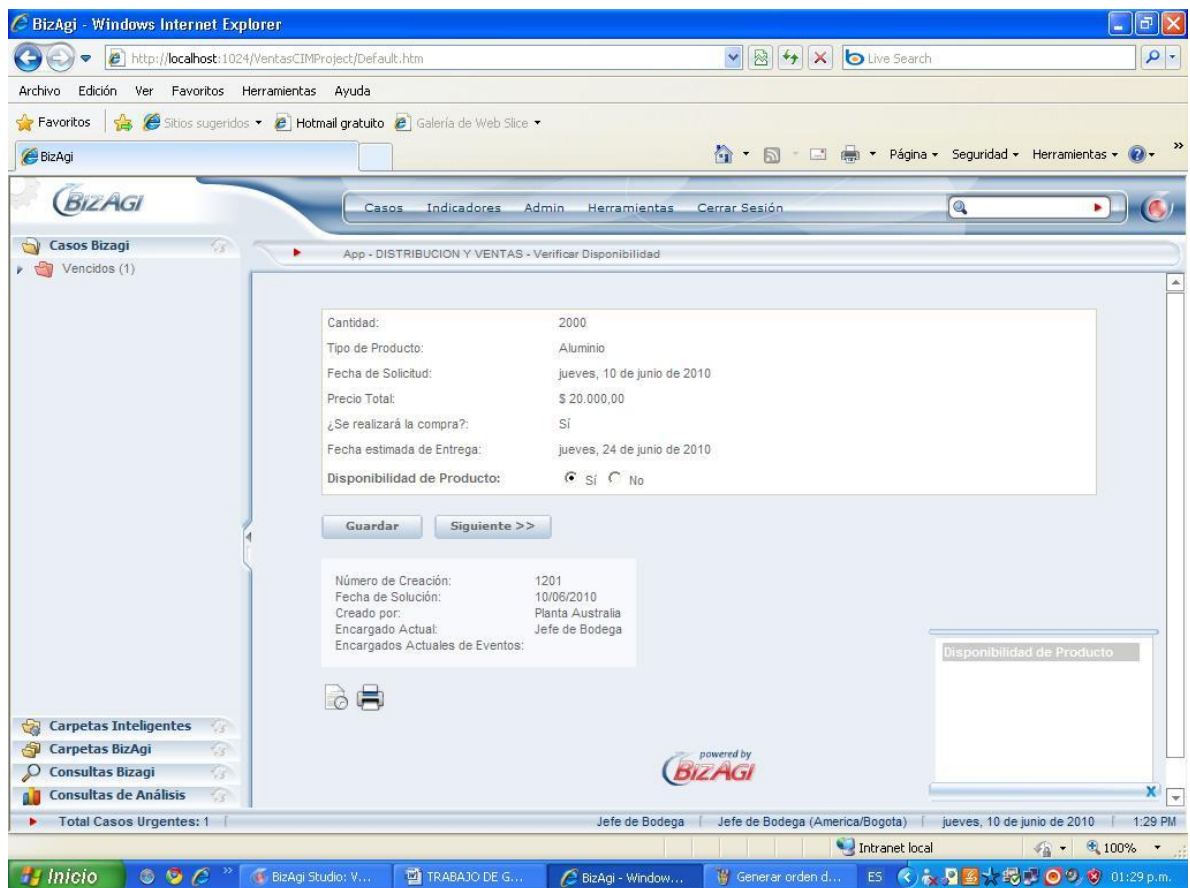 BizAgi - Windows Internet Explorer
http://localhost:1024/VentasCIMProject/Default.htm
Live Search
Archivo Edición Ver Favoritos Herramientas Ayuda
Favoritos Sitios sugeridos Hotmail gratuito Galería de Web Slice
BizAgi
Página Seguridad Herramientas »
BIZAGI
Casos Indicadores Admin Herramientas Cerrar Sesión
Casos Bizagi
Vencidos (1)
App - DISTRIBUCION Y VENTAS - Verificar Disponibilidad
Cantidad: 2000
Tipo de Producto: Aluminio
Fecha de Solicitud: jueves, 10 de junio de 2010
Precio Total: $ 20.000,00
¿Se realizará la compra?: Sí
Fecha estimada de Entrega: jueves, 24 de junio de 2010
Disponibilidad de Producto: Sí No
Guardar Siguiente >>
Número de Creación: 1201
Fecha de Solución: 10/06/2010
Creado por: Planta Australia
Encargado Actual: Jefe de Bodega
Encargados Actuales de Eventos:
Disponibilidad de Producto
Carpetas Inteligentes
Carpetas BizAgi
Consultas Bizagi
Consultas de Análisis
powered by
BIZAGI
X
Total Casos Urgentes: 1
Jefe de Bodega Jefe de Bodega (America/Bogota) jueves, 10 de junio de 2010 1:29 PM
Intranet local 100%
Inicio » BizAgi Studio: V... TRABAJO DE G... BizAgi - Window... Generar orden d... ES 01:29 p.m.